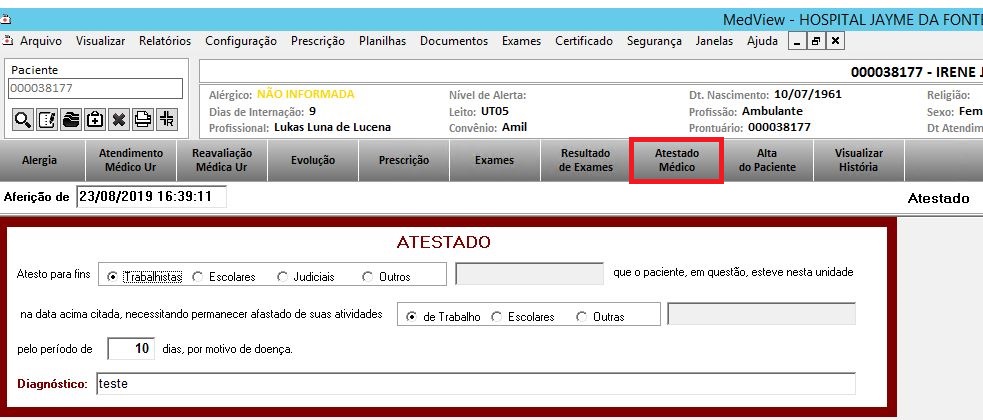 MedView - HOSPITAL JAYME DA FONTE
Arquivo Visualizar Relatórios Configuração Prescrição Planilhas Documentos Exames Certificado Segurança Janelas Ajuda
Paciente
000038177
000038177 - IRENE J
Alérgico: NÃO INFORMADA Nível de Alerta: Dt. Nascimento: 10/07/1961 Religião:
Dias de Internação: 9 Leito: UT05 Profissão: Ambulante Sexo: Fem
Profissional: Lukas Luna de Lucena Convênio: Amil Prontuário: 000038177 Dt Atendim
Alergia
Atendimento
Médico Ur
Reavaliação
Médica Ur
Evolução
Prescrição
Exames
Resultado
de Exames
Atestado
Médico
Alta
do Paciente
Visualizar
História
Aferição de 23/08/2019 16:39:11 Atestado
ATESTADO
Atesto para fins Trabalhistas Escolares Judiciais Outros que o paciente, em questão, esteve nesta unidade
na data acima citada, necessitando permanecer afastado de suas atividades de Trabalho Escolares Outras
pelo período de 10 dias, por motivo de doença.
Diagnóstico: teste